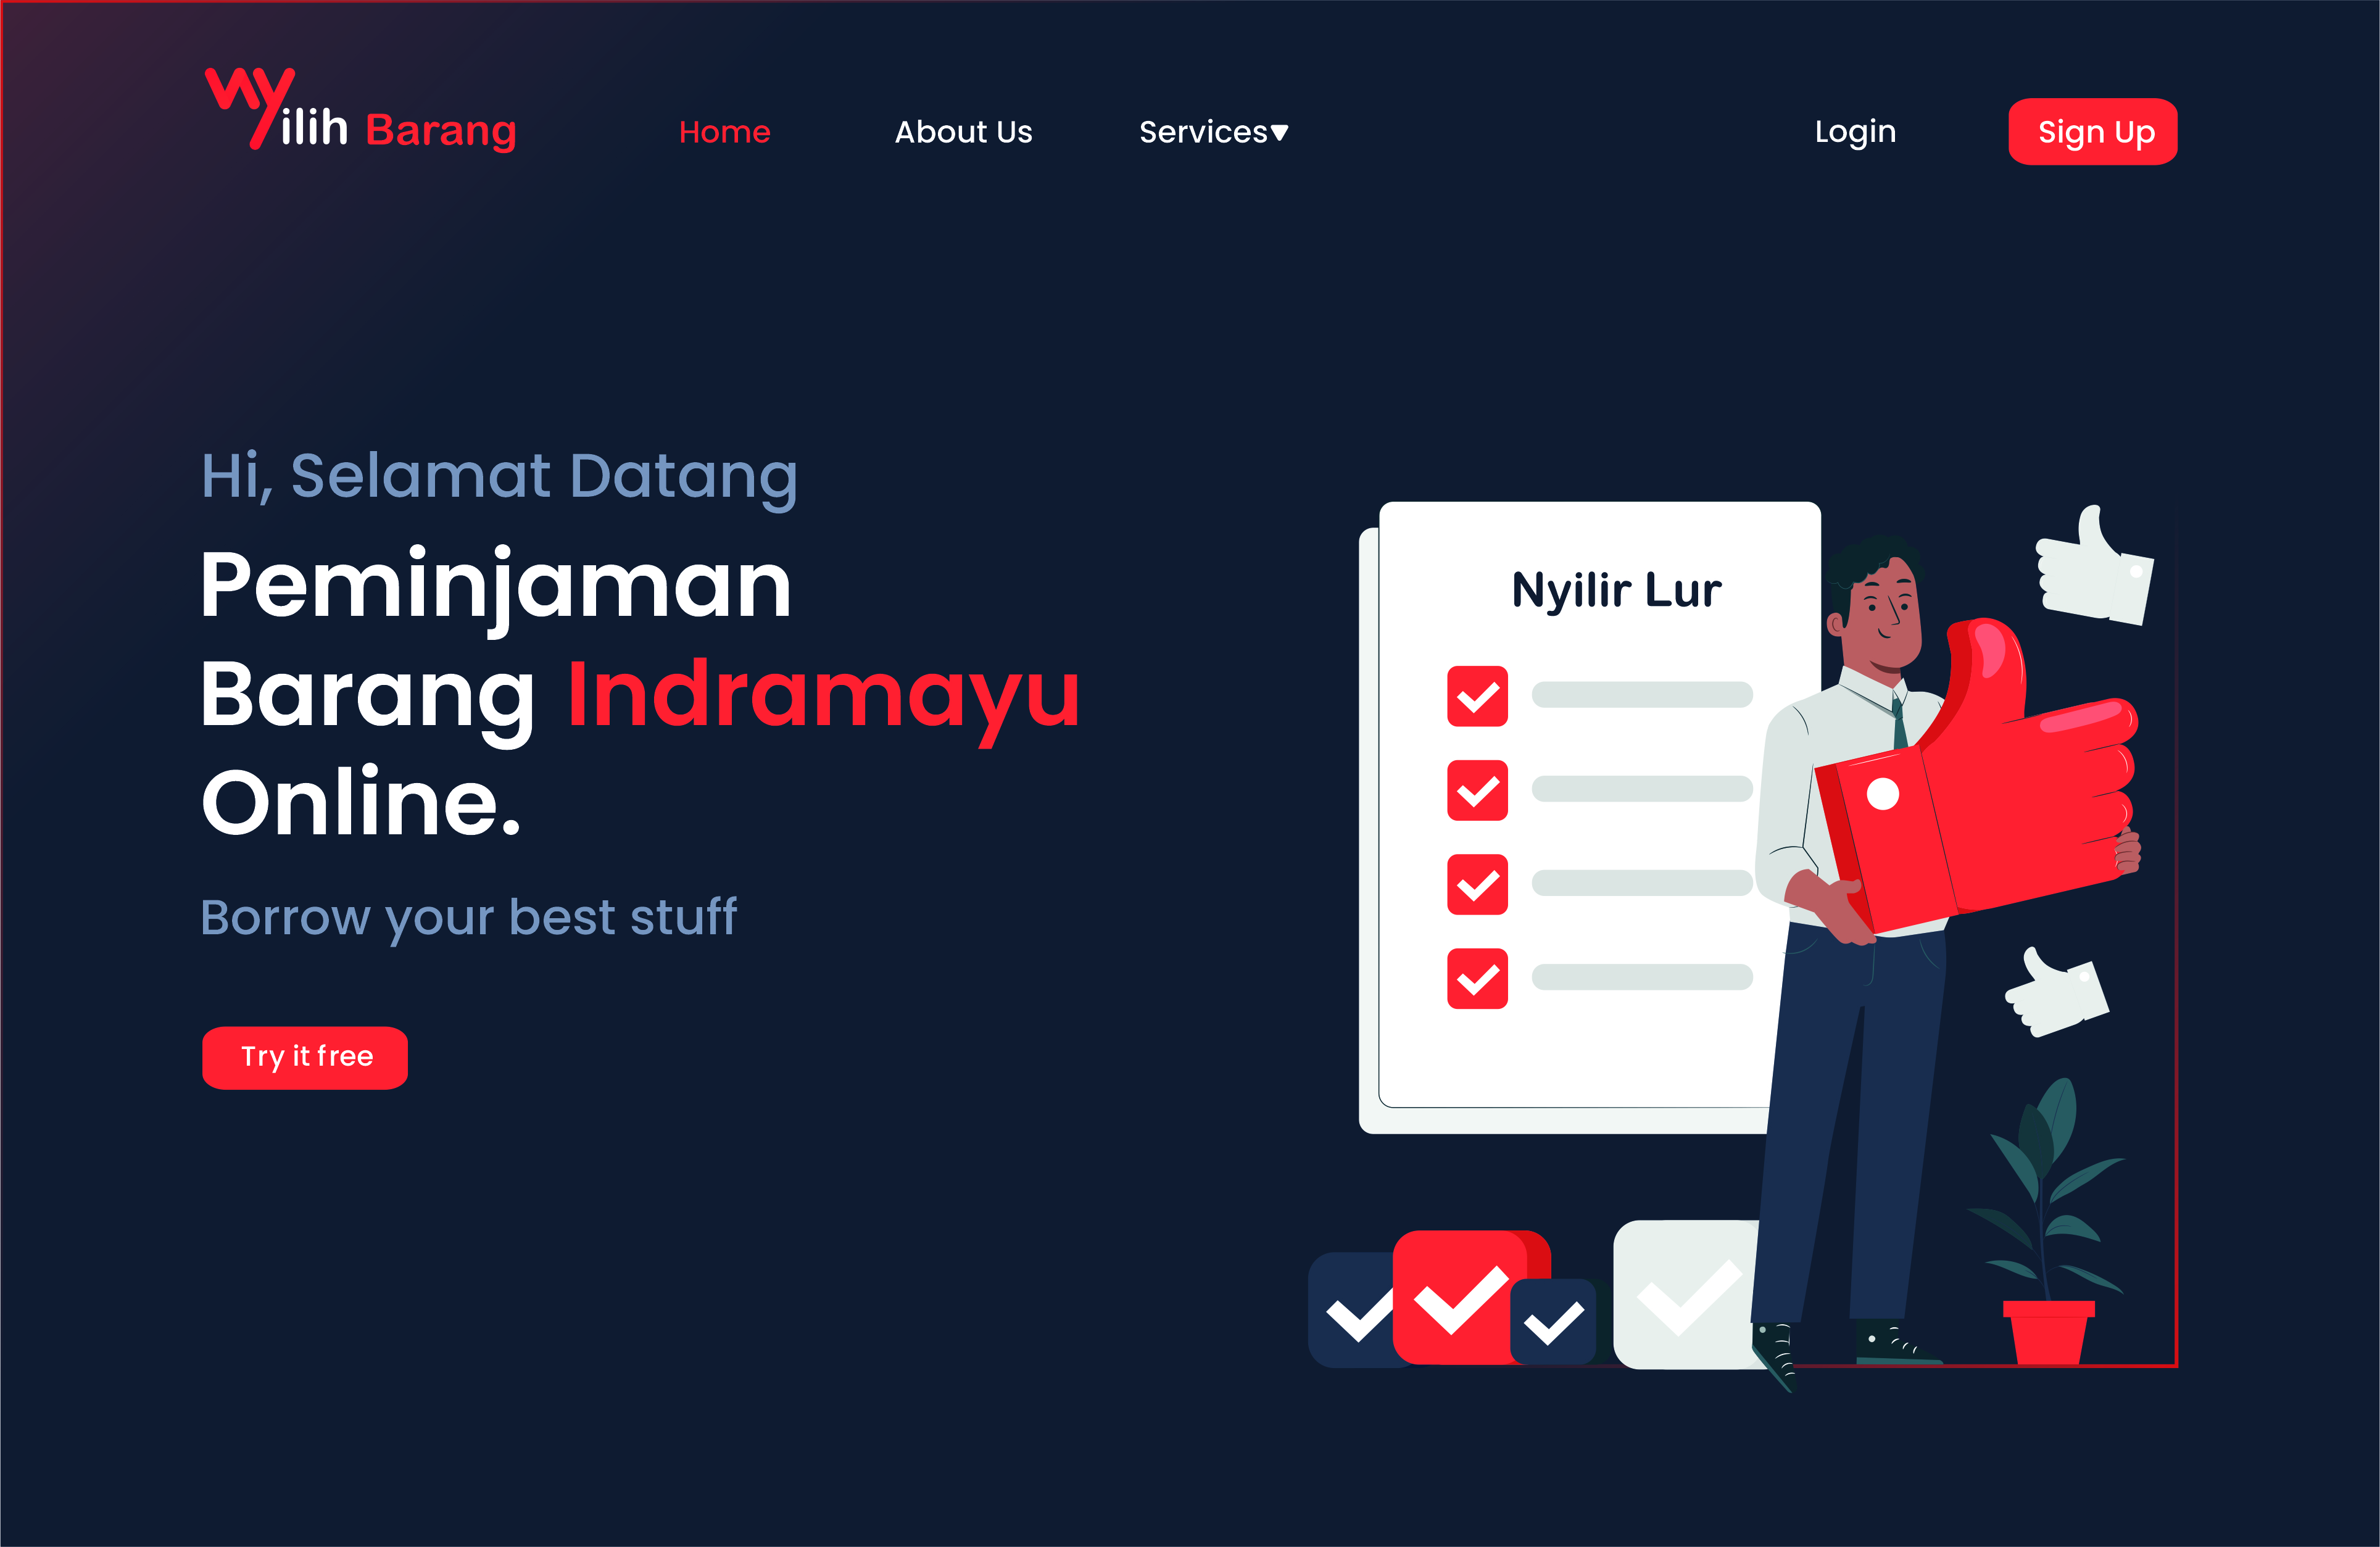 Nyilih Barang
Home
About Us
Services
Login
Sign Up
Hi, Selamat Datang
Peminjaman
Barang Indramayu
Online.
Borrow your best stuff
Try it free
Nyilir Lur